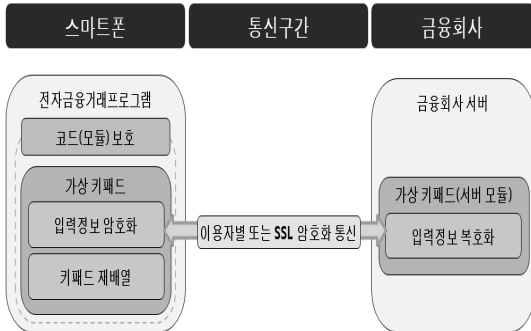 스마트폰
통신구간
금융회사
전자금융거래프로그램
코드(모듈) 보호
가상 키패드
입력정보 암호화
키패드 재배열
이용자별 또는 SSL 암호화 통신
금융회사 서버
가상 키패드(서버 모듈)
입력정보 복호화